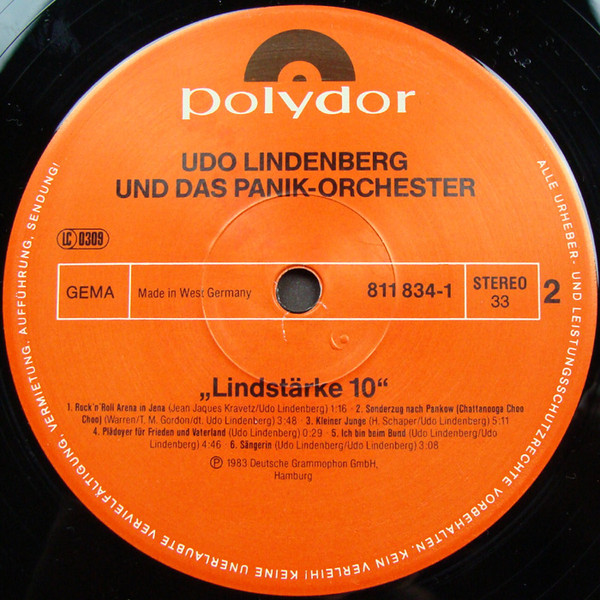 polydor
UDO LINDENBERG
UND DAS PANIK-ORCHESTER
LC 0309
GEMA
Made in West Germany
811 834-1
STEREO
33
2
„Lindstärke 10“
1. Rock'n'Roll Arena in Jena (Jean Jaques Kravetz/Udo Lindenberg) 1:16 2. Sonderzug nach Pankow (Chattanooga Choo
Choo) (Warren/T. M. Gordon/dt. Udo Lindenberg) 3:48 3. Kleiner Junge (H. Schaper/Udo Lindenberg) 5:11
4. Plädoyer für Frieden und Vaterland (Udo Lindenberg) 0:29 5. Ich bin beim Bund (Udo Lindenberg/Udo
Lindenberg) 4:46 6. Sängerin (Udo Lindenberg/Udo Lindenberg) 3:08
Ⓟ 1983 Deutsche Grammophon GmbH,
Hamburg
ALLE URHEBER- UND LEISTUNGSSCHUTZRECHTE VORBEHALTEN. KEIN VERLEIH! KEINE UNERLAUBTE VERVIELFÄLTIGUNG, VERMIETUNG, AUFFÜHRUNG, SENDUNG!